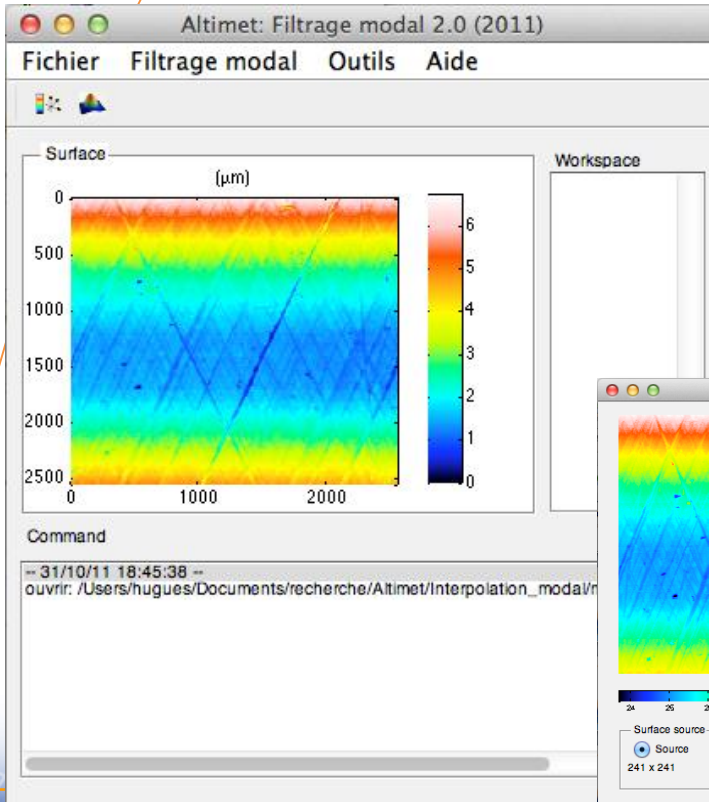 Altimet: Filtrage modal 2.0 (2011)
Fichier Filtrage modal Outils Aide
Surface
(µm)
0
500
1000
1500
2000
2500
0 1000 2000
6
5
4
3
2
1
0
Workspace
Command
-- 31/10/11 18:45:38 --
ouvrir: /Users/hugues/Documents/recherche/Altimet/Interpolation_modal/
24 25
Surface source
Source
241 x 241